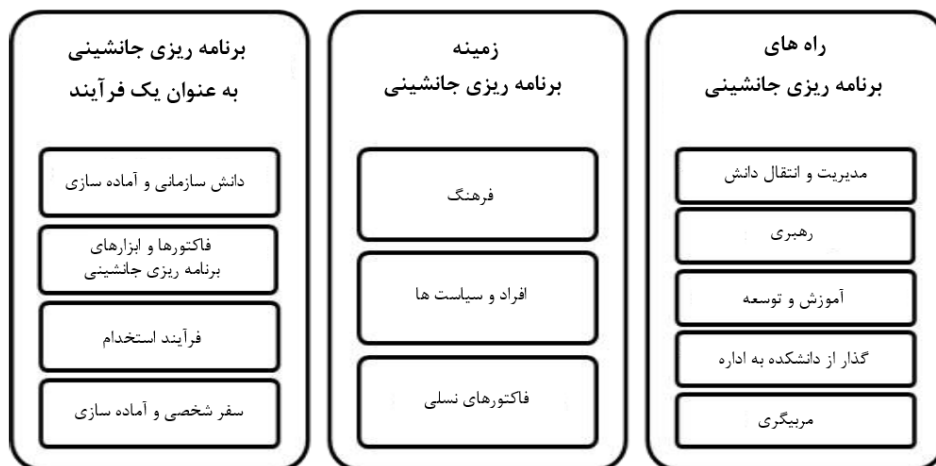 راه های
برنامه ریزی جانشینی
مدیریت و انتقال دانش
رهبری
آموزش و توسعه
گذار از دانشکده به اداره
مربیگری
زمینه
برنامه ریزی جانشینی
فرهنگ
افراد و سیاست ها
فاکتورهای نسلی
برنامه ریزی جانشینی
به عنوان یک فرآیند
دانش سازمانی و آماده سازی
فاکتورها و ابزارهای
برنامه ریزی جانشینی
فرآیند استخدام
سفر شخصی و آماده سازی